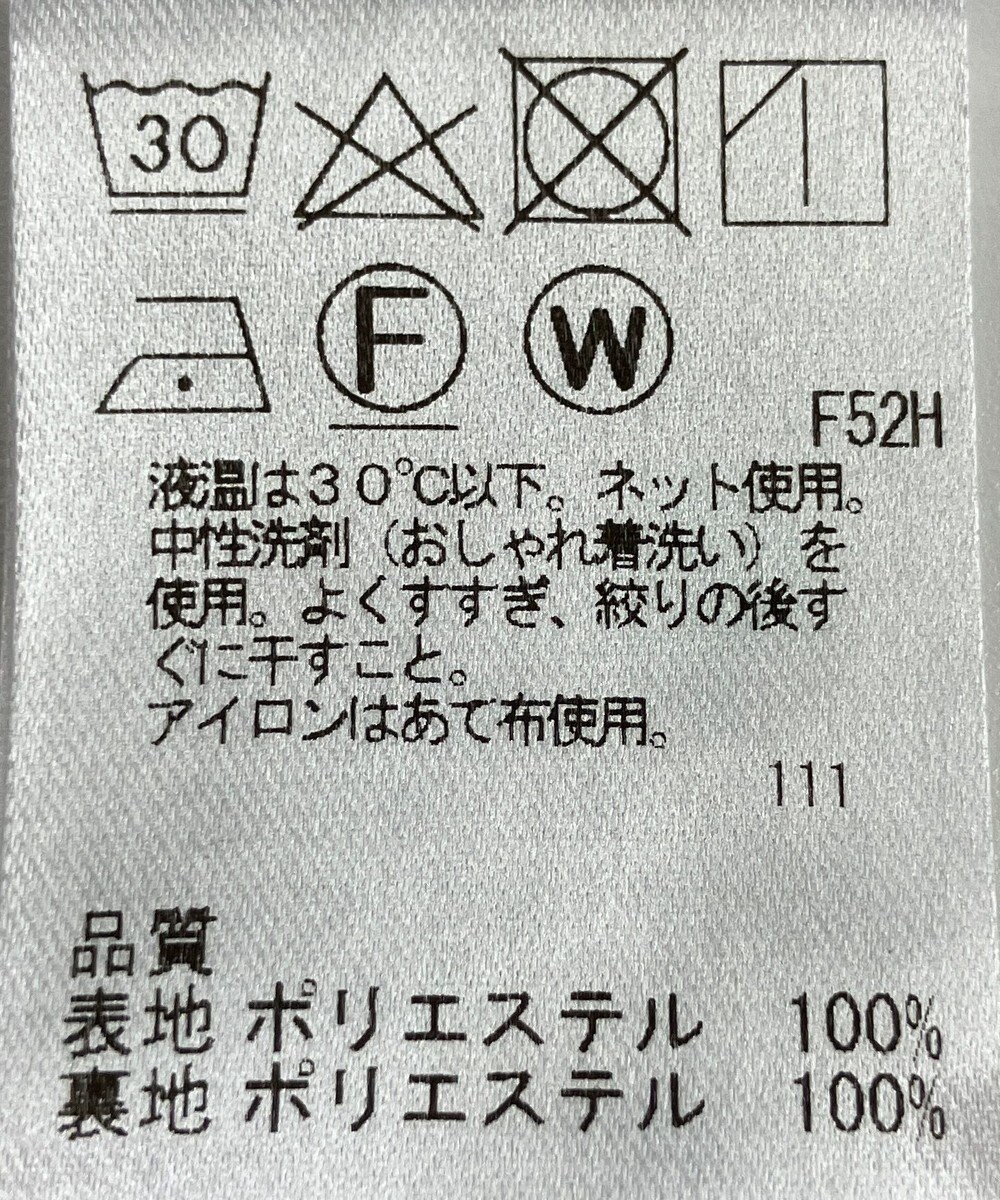 30
F W
F52H
液温は30℃以下。ネット使用。
中性洗剤(おしゃれ着洗い)を
使用。よくすすぎ、絞りの後す
ぐに干すこと。
アイロンはあて布使用。
111
品質
表地 ポリエステル 100%
裏地 ポリエステル 100%